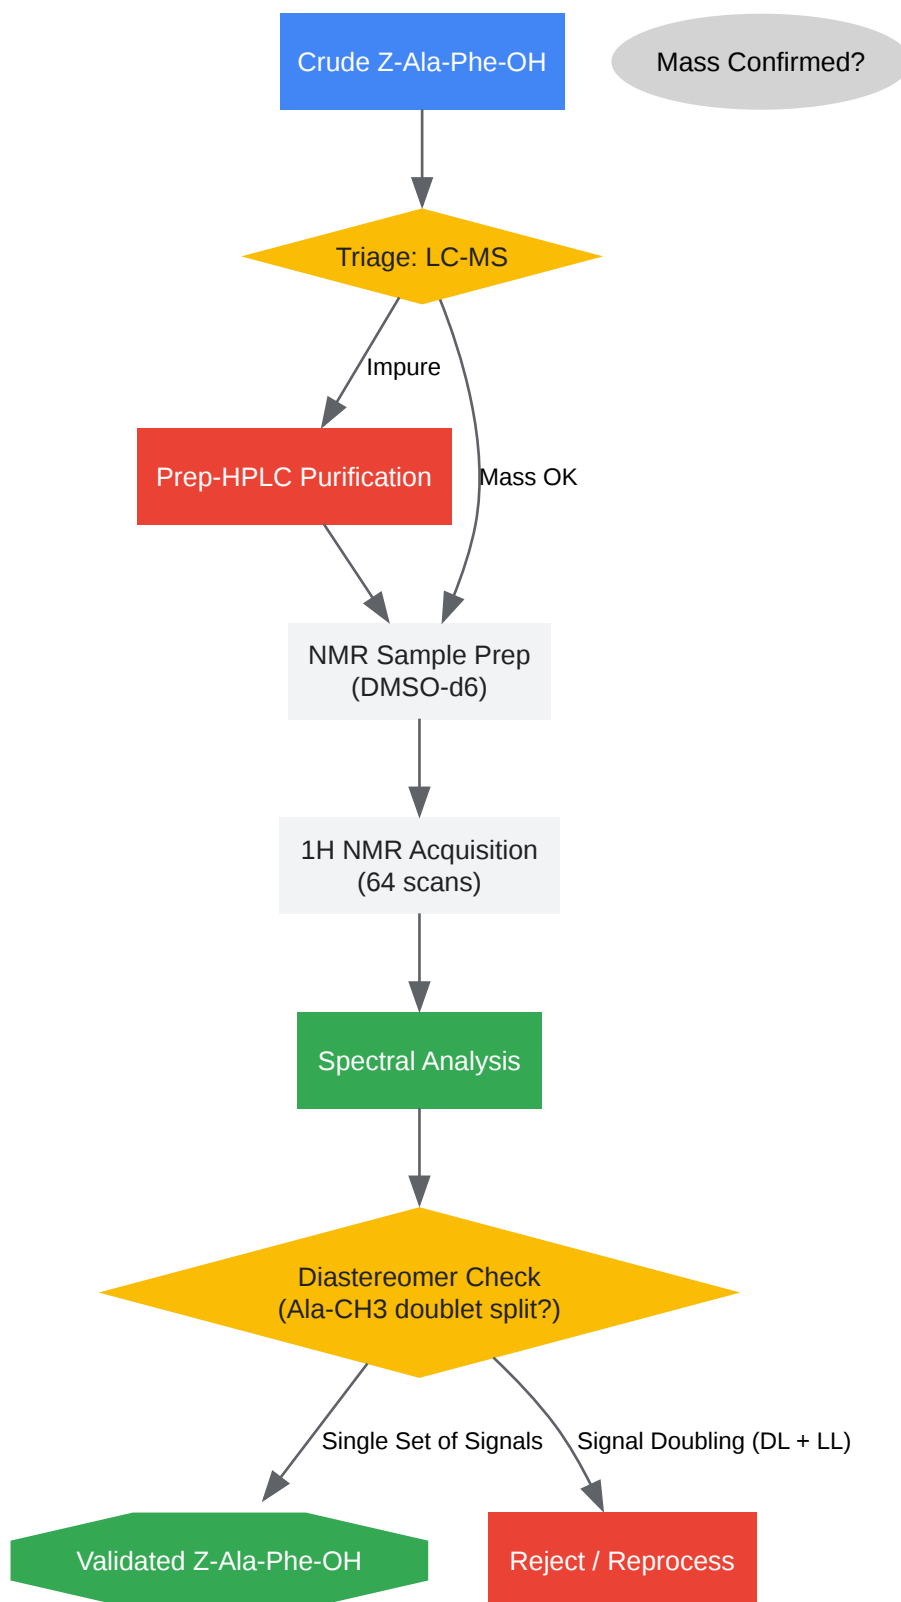 Crude Z-Ala-Phe-OH
Mass Confirmed?
Triage: LC-MS
Impure
Prep-HPLC Purification
Mass OK
NMR Sample Prep
(DMSO-d6)
1H NMR Acquisition
(64 scans)
Spectral Analysis
Diastereomer Check
(Ala-CH3 doublet split?)
Single Set of Signals
Signal Doubling (DL + LL)
Validated Z-Ala-Phe-OH
Reject / Reprocess